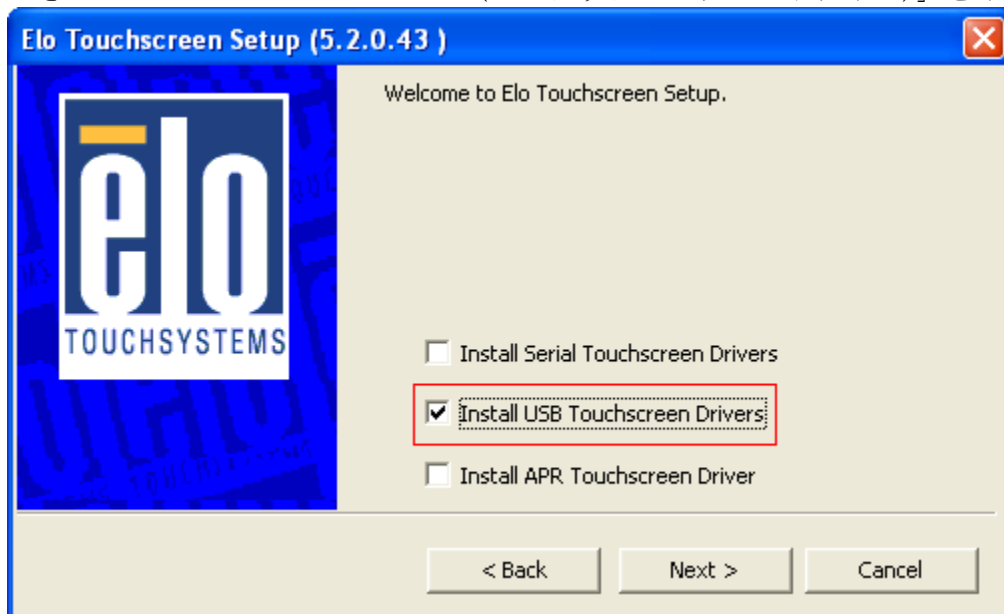 Elo Touchscreen Setup (5.2.0.43 )
Welcome to Elo Touchscreen Setup.
ēlo
TOUCHSYSTEMS
Install Serial Touchscreen Drivers
Install USB Touchscreen Drivers
Install APR Touchscreen Driver
< Back
Next >
Cancel